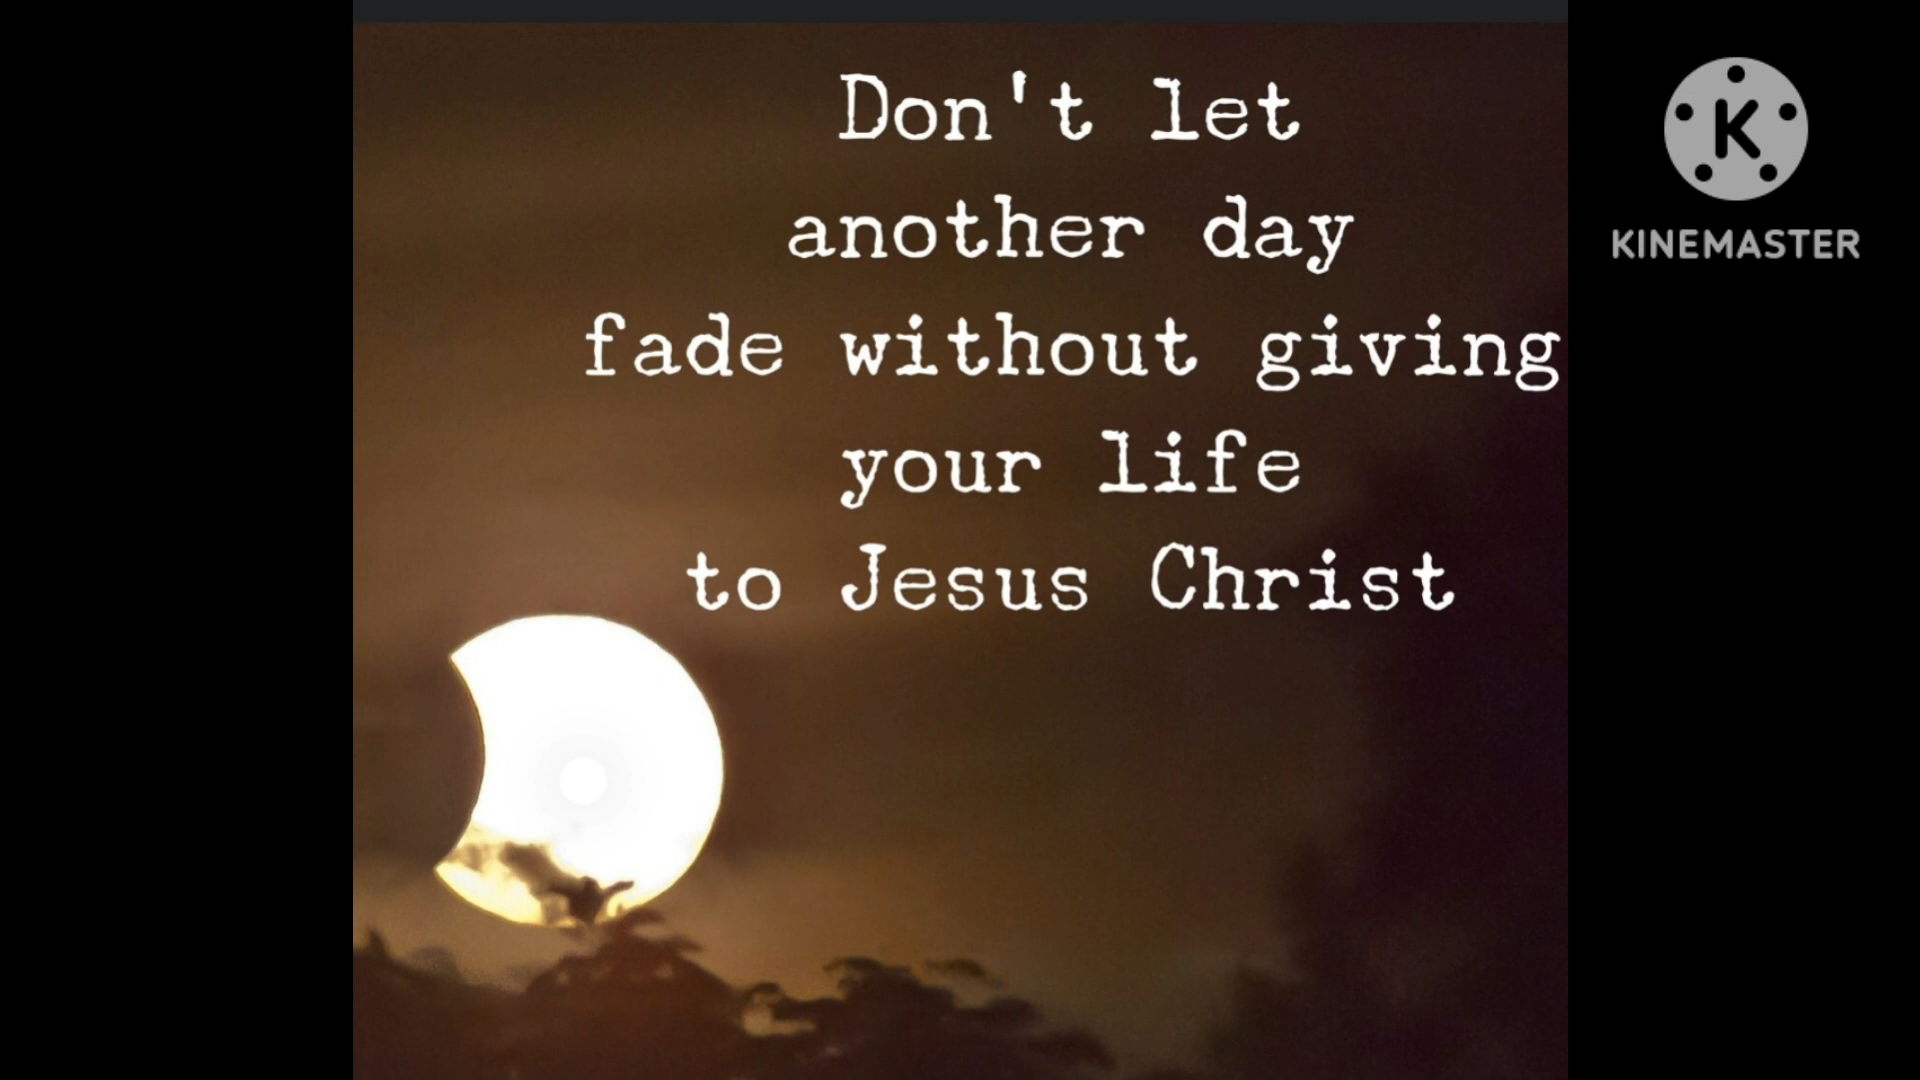 Don't let
another day
fade without giving
your life
to Jesus Christ
K
KINEMASTER